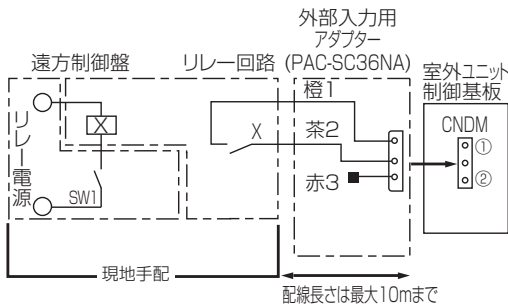 外部入力用
アダプター
(PAC-SC36NA)
遠方制御盤
リレー回路
室外ユニット
制御基板
橙1
茶2
赤3
X
X
SW1
リレー電源
CNDM
①
②
現地手配
配線長さは最大10mまで